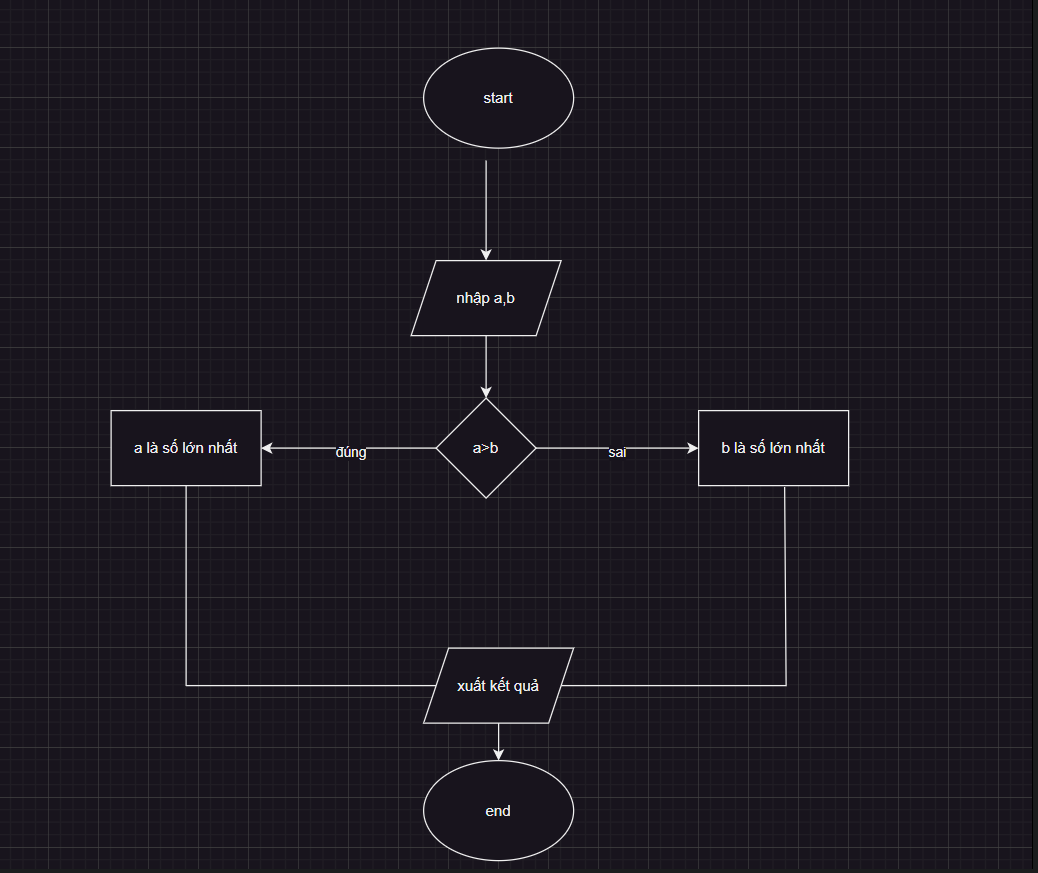 start
nhập a,b
a là số lớn nhất
đúng
a>b
sai
b là số lớn nhất
xuất kết quả
end